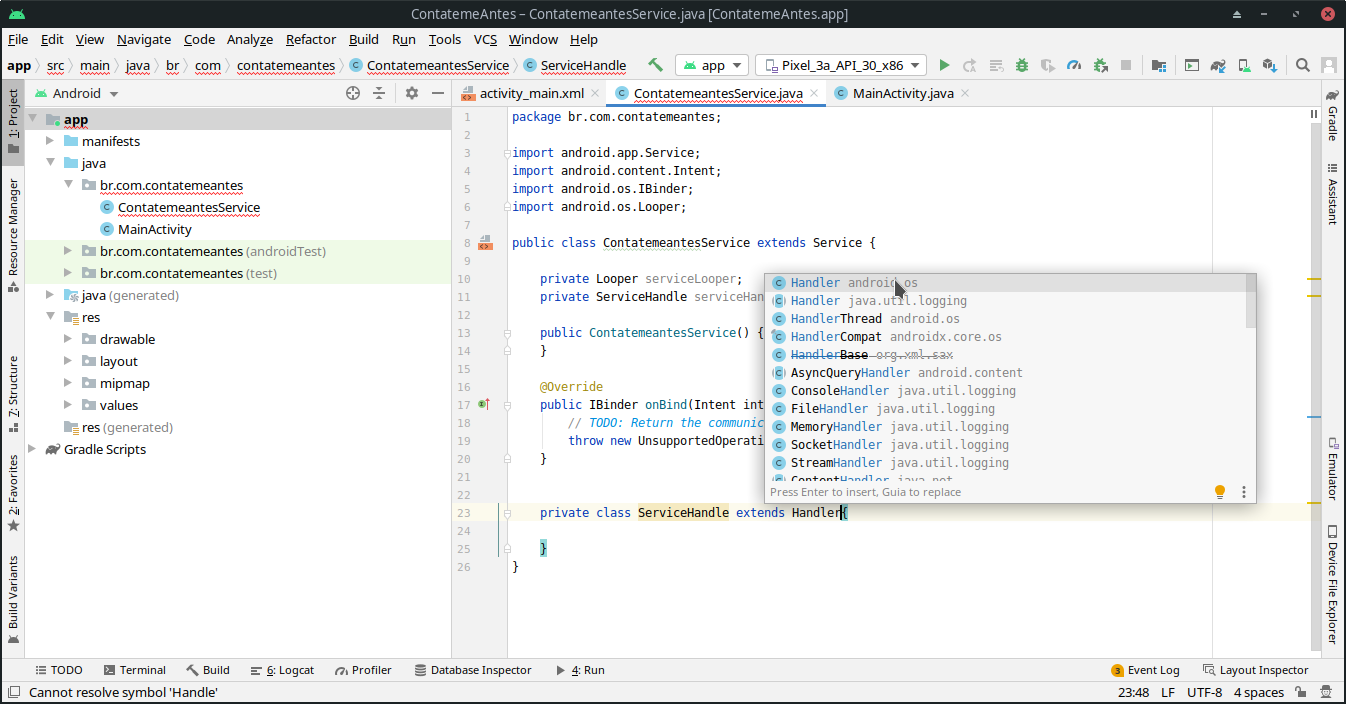 ContatemeAntes – ContatemeantesService.java [ContatemeAntes.app]
File Edit View Navigate Code Analyze Refactor Build Run Tools VCS Window Help
app src main java br com contatemeantes ContatemeantesService ServiceHandle app Pixel_3a_API_30_x86
Android
activity_main.xml ContatemeantesService.java MainActivity.java
1: Project
Resource Manager
7: Structure
2: Favorites
Build Variants
app
manifests
java
br.com.contatemeantes
ContatemeantesService
MainActivity
br.com.contatemeantes (androidTest)
br.com.contatemeantes (test)
java (generated)
res
drawable
layout
mipmap
values
res (generated)
Gradle Scripts
1 package br.com.contatemeantes;
2
3 import android.app.Service;
4 import android.content.Intent;
5 import android.os.IBinder;
6 import android.os.Looper;
7
8 public class ContatemeantesService extends Service {
9
10 private Looper serviceLooper;
11 private ServiceHandle serviceHan
12
13 public ContatemeantesService() {
14 }
15
16 @Override
17 public IBinder onBind(Intent int
18 // TODO: Return the communic
19 throw new UnsupportedOperati
20 }
21
22
23 private class ServiceHandle extends Handler{
24
25 }
26 }
Handler android.os
Handler java.util.logging
HandlerThread android.os
HandlerCompat androidx.core.os
HandlerBase org.xml.sax
AsyncQueryHandler android.content
ConsoleHandler java.util.logging
FileHandler java.util.logging
MemoryHandler java.util.logging
SocketHandler java.util.logging
StreamHandler java.util.logging
ContentHandler java.net
Press Enter to insert, Guia to replace
Gradle
Assistant
Emulator
Device File Explorer
TODO Terminal Build 6: Logcat Profiler Database Inspector 4: Run 3 Event Log Layout Inspector
Cannot resolve symbol 'Handle' 23:48 LF UTF-8 4 spaces